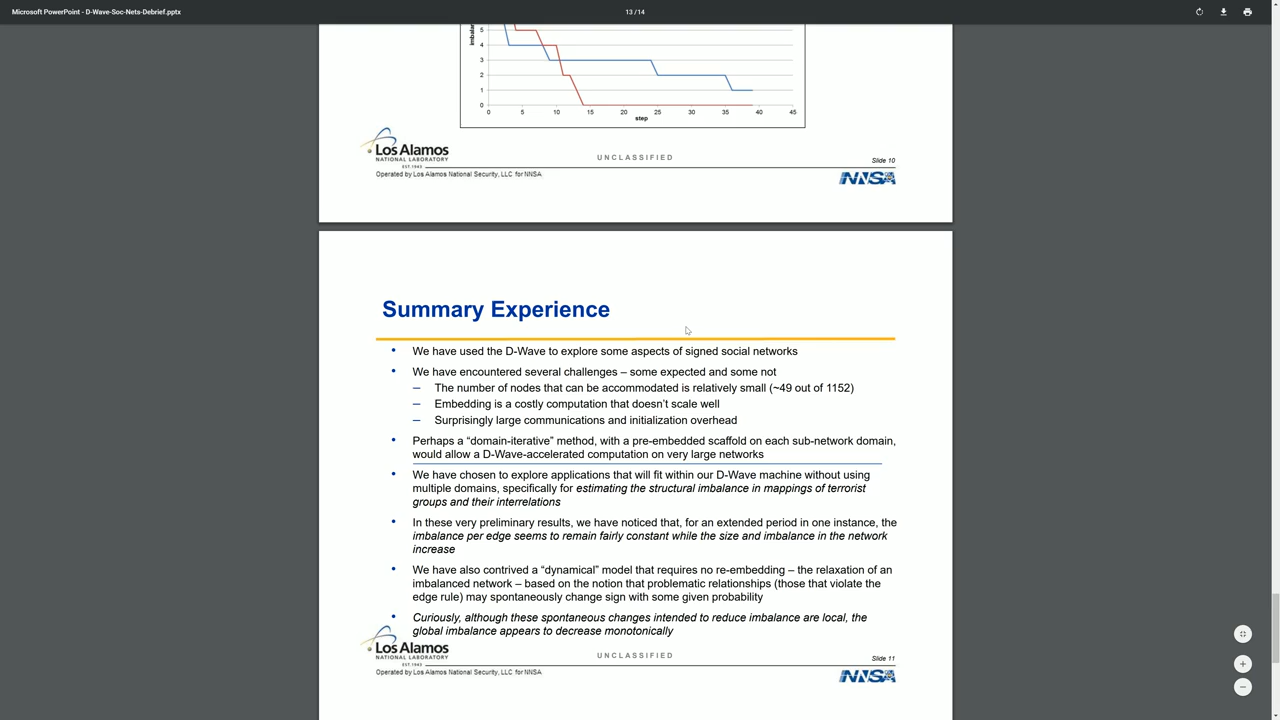 Microsoft PowerPoint - D-Wave-Soc-Nets-Debrief.pptx
13 / 14
5
4
3
2
1
0
0 5 10 15 20 25 30 35 40 45
step
Los Alamos
NATIONAL LABORATORY
EST. 1943
UNCLASSIFIED
Slide 10
Operated by Los Alamos National Security, LLC for NNSA
NNSA
Summary Experience
• We have used the D-Wave to explore some aspects of signed social networks
• We have encountered several challenges – some expected and some not
– The number of nodes that can be accommodated is relatively small (~49 out of 1152)
– Embedding is a costly computation that doesn't scale well
– Surprisingly large communications and initialization overhead
• Perhaps a “domain-iterative” method, with a pre-embedded scaffold on each sub-network domain,
would allow a D-Wave-accelerated computation on very large networks
• We have chosen to explore applications that will fit within our D-Wave machine without using
multiple domains, specifically for estimating the structural imbalance in mappings of terrorist
groups and their interrelations
• In these very preliminary results, we have noticed that, for an extended period in one instance, the
imbalance per edge seems to remain fairly constant while the size and imbalance in the network
increase
• We have also contrived a “dynamical” model that requires no re-embedding – the relaxation of an
imbalanced network – based on the notion that problematic relationships (those that violate the
edge rule) may spontaneously change sign with some given probability
• Curiously, although these spontaneous changes intended to reduce imbalance are local, the
global imbalance appears to decrease monotonically
Los Alamos
NATIONAL LABORATORY
EST. 1943
UNCLASSIFIED
Slide 11
Operated by Los Alamos National Security, LLC for NNSA
NNSA